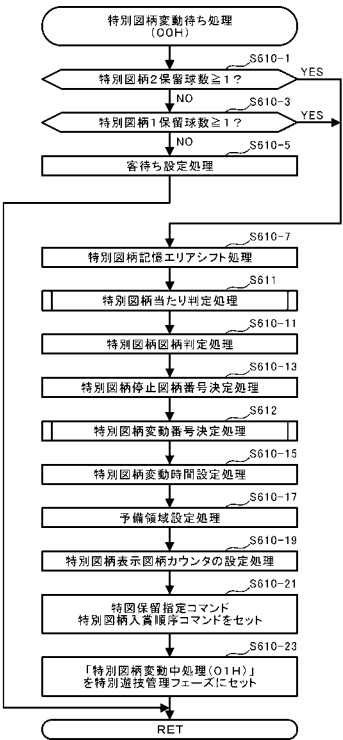 特別図柄変動待ち処理
(00H)
S610-1
特別図柄2保留球数≧1?
YES
NO
S610-3
特別図柄1保留球数≧1?
YES
NO
S610-5
客待ち設定処理
S610-7
特別図柄記憶エリアシフト処理
S611
特別図柄当たり判定処理
S610-11
特別図柄図柄判定処理
S610-13
特別図柄停止図柄番号決定処理
S612
特別図柄変動番号決定処理
S610-15
特別図柄変動時間設定処理
S610-17
予備領域設定処理
S610-19
特別図柄表示図柄カウンタの設定処理
S610-21
特図保留指定コマンド
特別図柄入賞順序コマンドをセット
S610-23
「特別図柄変動中処理(01H)」
を特別遊技管理フェーズにセット
RET